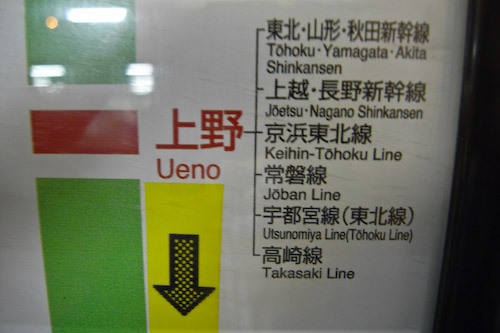 東北・山形・秋田新幹線
Tōhoku・Yamagata・Akita
Shinkansen
上越・長野新幹線
Jōetsu・Nagano Shinkansen
上野
Ueno
京浜東北線
Keihin-Tōhoku Line
常磐線
Jōban Line
宇都宮線(東北線)
Utsunomiya Line(Tōhoku Line)
高崎線
Takasaki Line